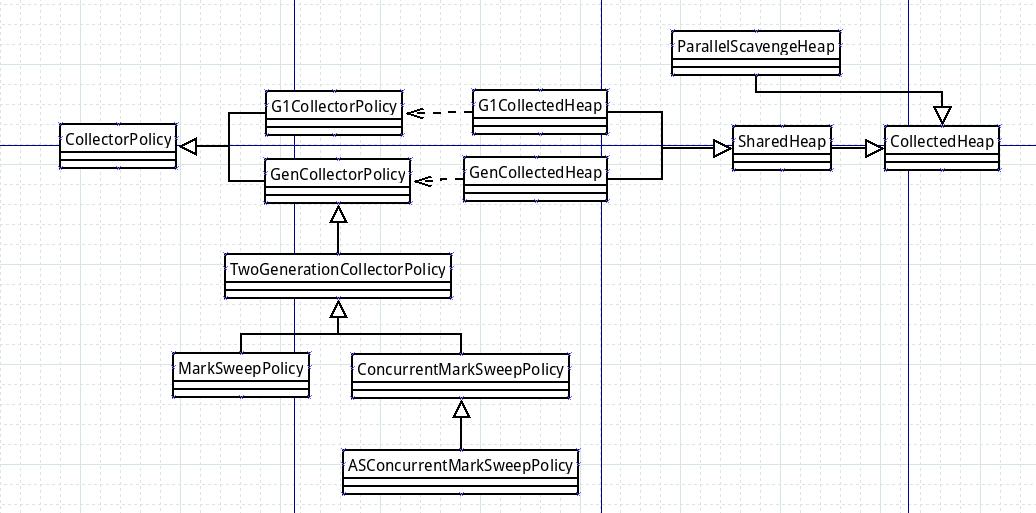 ParallelScavengeHeap
G1CollectorPolicy
G1CollectedHeap
CollectorPolicy
SharedHeap
CollectedHeap
GenCollectorPolicy
GenCollectedHeap
TwoGenerationCollectorPolicy
MarkSweepPolicy
ConcurrentMarkSweepPolicy
ASConcurrentMarkSweepPolicy